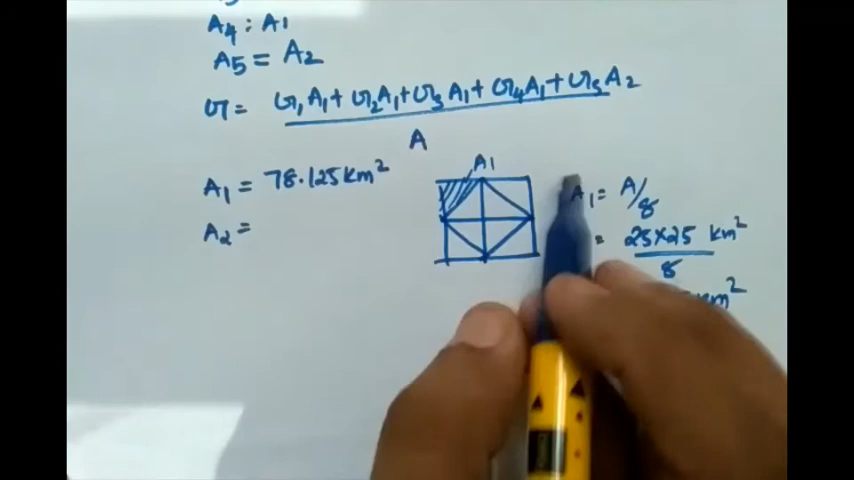 A4 : A1
A5 = A2
σ = σ1A1 + σ2A1 + σ3A1 + σ4A1 + σ5A2
A
A1 = 78.125 km²
A2 =
A1
A1 = A/8
= 25×25 km²
8
km²